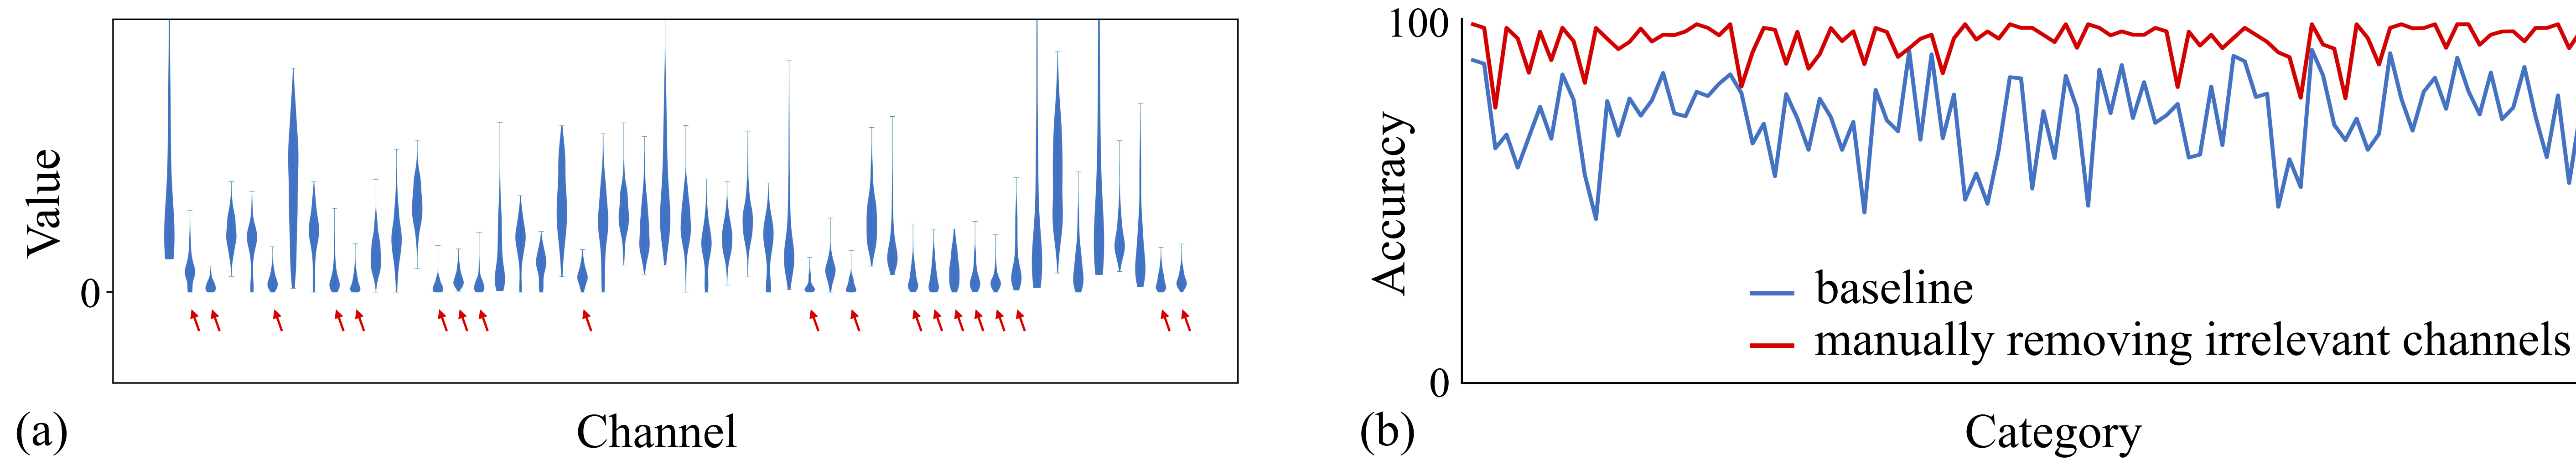 Value
0
(a)
Channel
100
Accuracy
baseline
manually removing irrelevant channels
0
(b)
Category